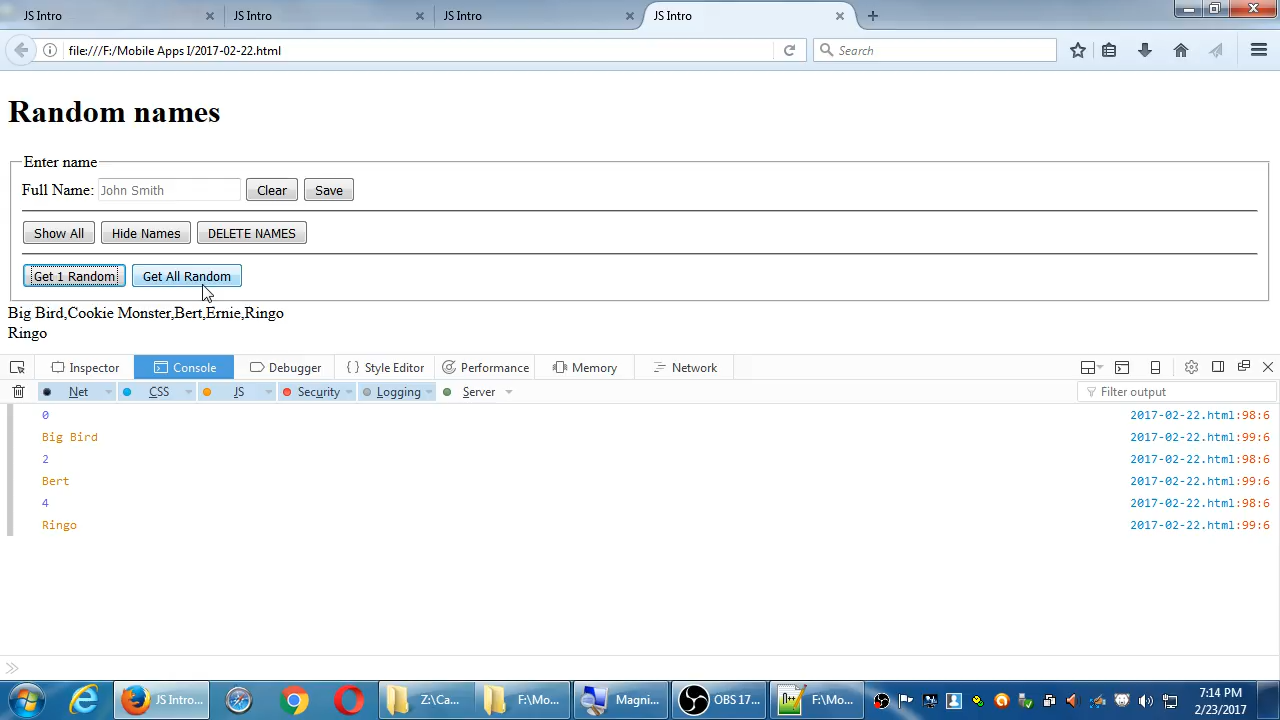 JS Intro JS Intro JS Intro JS Intro
file:///F:/Mobile Apps I/2017-02-22.html Search
Random names
Enter name
Full Name: John Smith Clear Save
Show All Hide Names DELETE NAMES
Get 1 Random Get All Random
Big Bird,Cookie Monster,Bert,Ernie,Ringo
Ringo
Inspector Console Debugger Style Editor Performance Memory Network
Net CSS JS Security Logging Server Filter output
0 2017-02-22.html:98:6
Big Bird 2017-02-22.html:99:6
2 2017-02-22.html:98:6
Bert 2017-02-22.html:99:6
4 2017-02-22.html:98:6
Ringo 2017-02-22.html:99:6
JS Intro... Z:\Ca... F:\Mo... Magni... OBS 17... F:\Mo... 7:14 PM
2/23/2017